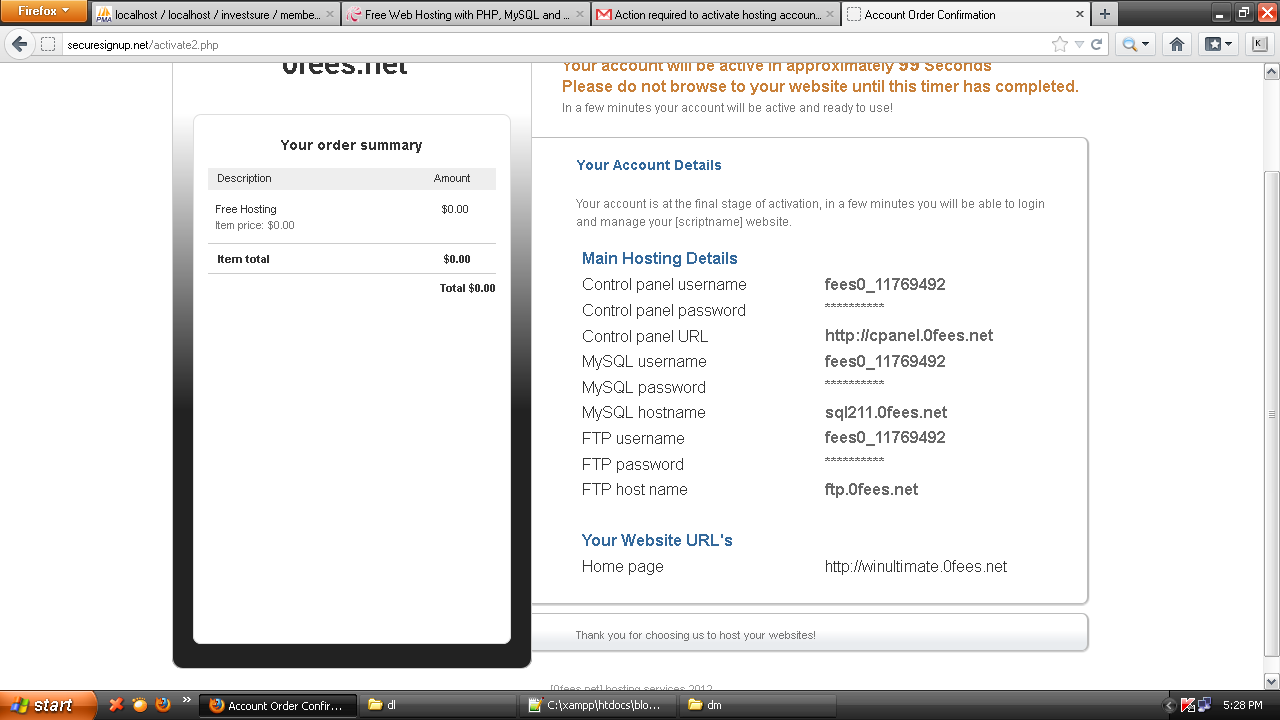 Firefox
localhost / localhost / investsure / membe...
Free Web Hosting with PHP, MySQL and ...
Action required to activate hosting accoun...
Account Order Confirmation
securesignup.net/activate2.php
0fees.net
Your account will be active in approximately 99 Seconds
Please do not browse to your website until this timer has completed.
In a few minutes your account will be active and ready to use!
Your order summary
Description Amount
Free Hosting $0.00
Item price: $0.00
Item total $0.00
Total $0.00
Your Account Details
Your account is at the final stage of activation, in a few minutes you will be able to login
and manage your [scriptname] website.
Main Hosting Details
Control panel username fees0_11769492
Control panel password **********
Control panel URL http://cpanel.0fees.net
MySQL username fees0_11769492
MySQL password **********
MySQL hostname sql211.0fees.net
FTP username fees0_11769492
FTP password **********
FTP host name ftp.0fees.net
Your Website URL's
Home page http://winultimate.0fees.net
Thank you for choosing us to host your websites!
[0fees.net] hosting services 2012
start
Account Order Confir...
dl
C:\xampp\htdocs\blo...
dm
5:28 PM